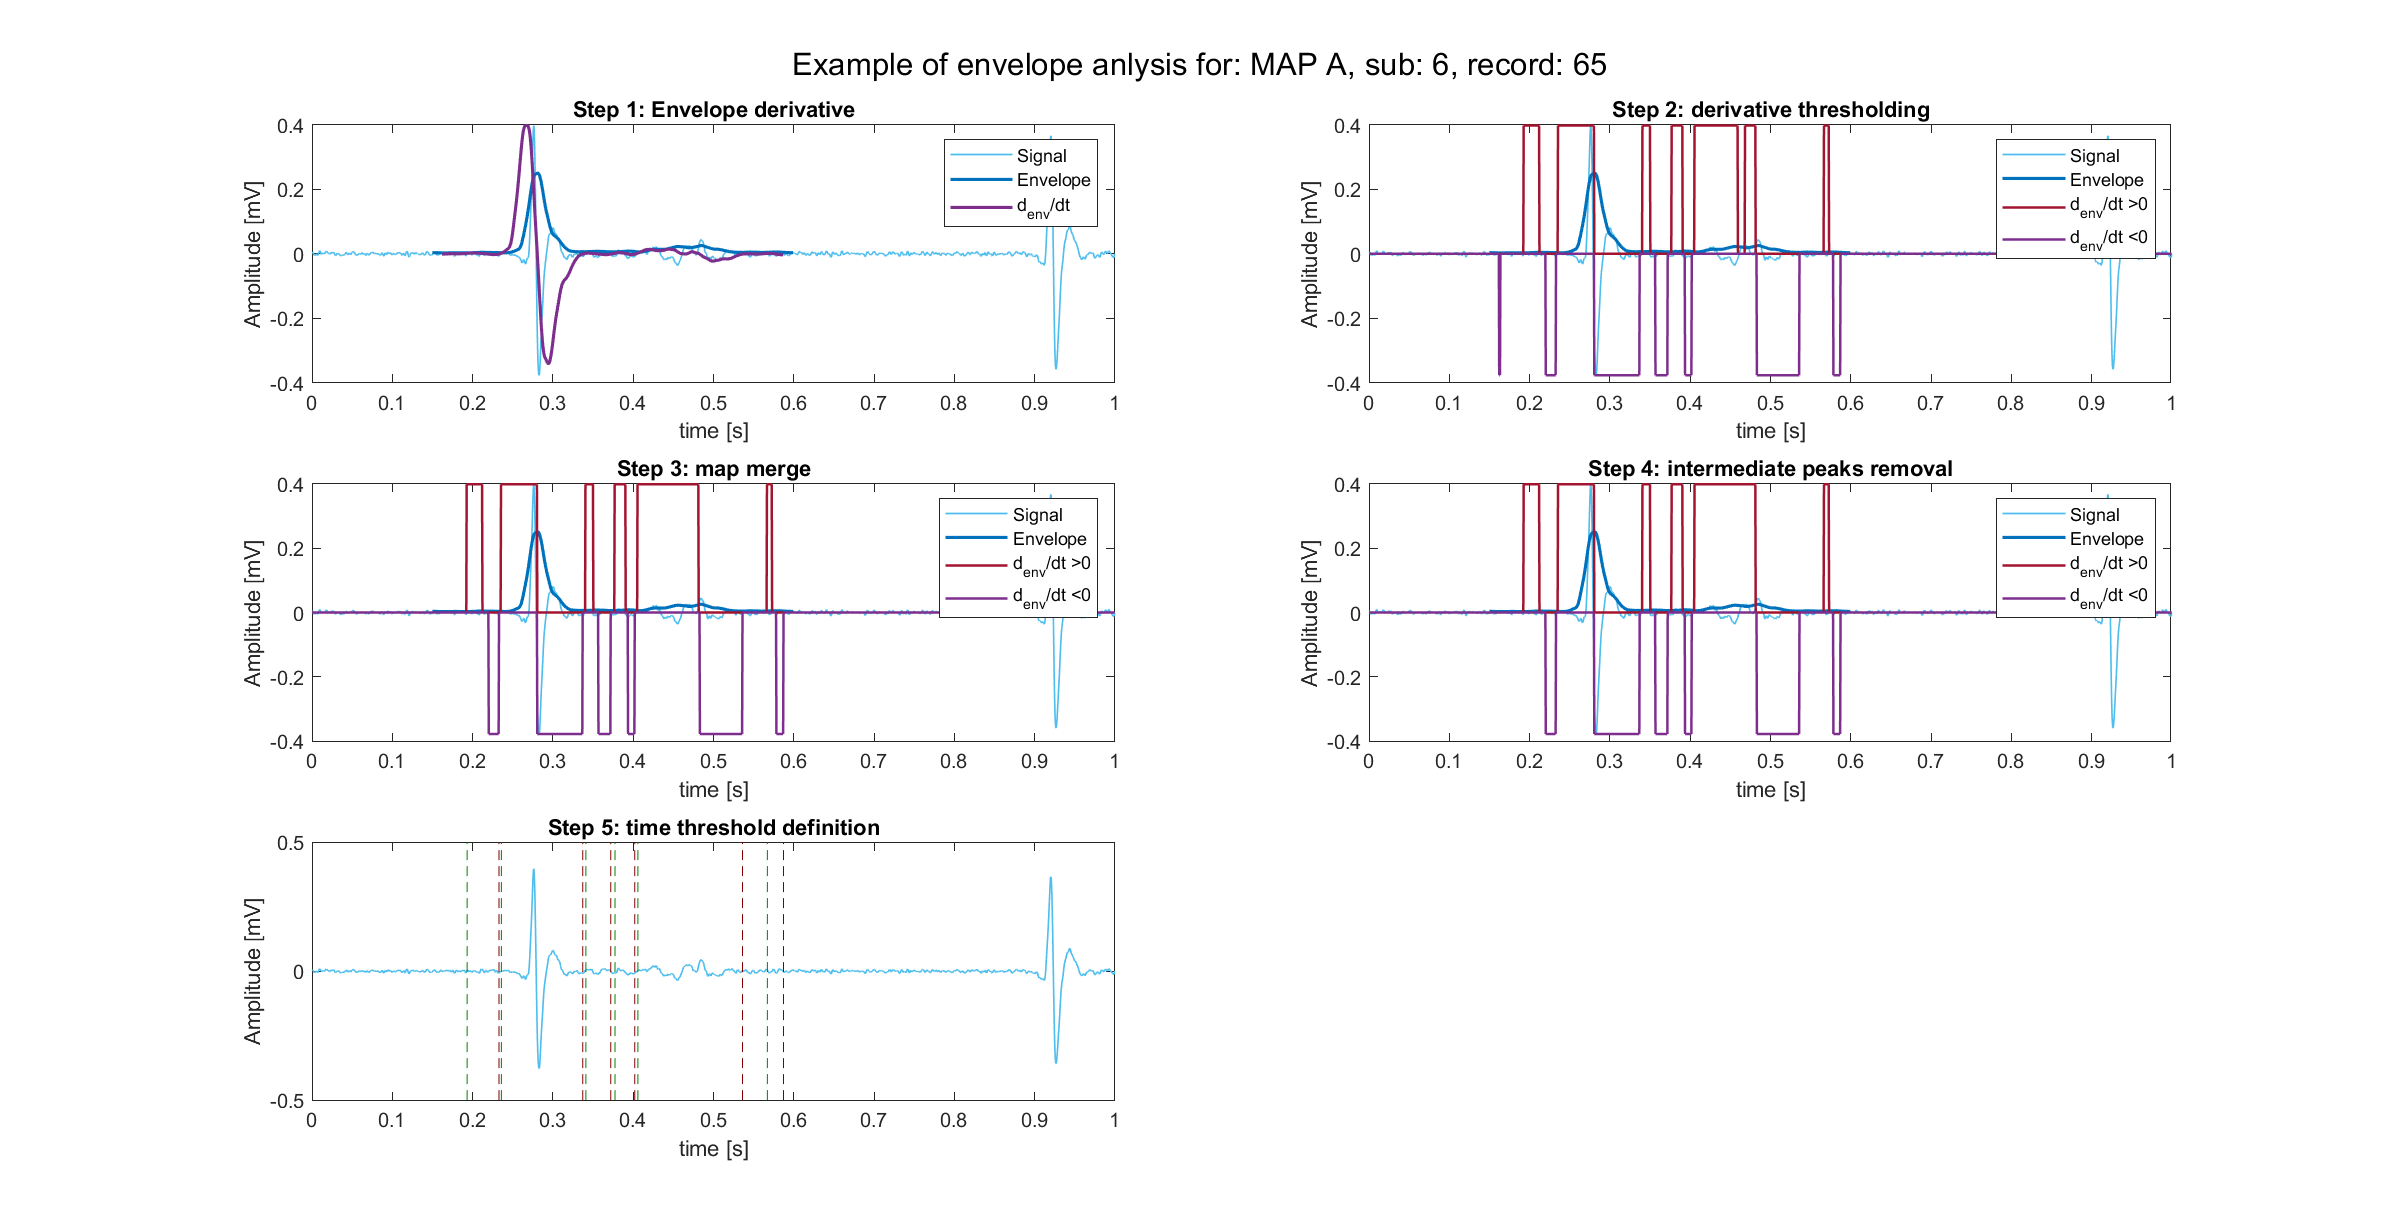 Example of envelope anlysis for: MAP A, sub: 6, record: 65
Step 1: Envelope derivative
0.4
0.2
0
-0.2
-0.4
Amplitude [mV]
Signal
Envelope
d_env/dt
0 0.1 0.2 0.3 0.4 0.5 0.6 0.7 0.8 0.9 1
time [s]
Step 2: derivative thresholding
0.4
0.2
0
-0.2
-0.4
Amplitude [mV]
Signal
Envelope
d_env/dt >0
d_env/dt <0
0 0.1 0.2 0.3 0.4 0.5 0.6 0.7 0.8 0.9 1
time [s]
Step 3: map merge
0.4
0.2
0
-0.2
-0.4
Amplitude [mV]
Signal
Envelope
d_env/dt >0
d_env/dt <0
0 0.1 0.2 0.3 0.4 0.5 0.6 0.7 0.8 0.9 1
time [s]
Step 4: intermediate peaks removal
0.4
0.2
0
-0.2
-0.4
Amplitude [mV]
Signal
Envelope
d_env/dt >0
d_env/dt <0
0 0.1 0.2 0.3 0.4 0.5 0.6 0.7 0.8 0.9 1
time [s]
Step 5: time threshold definition
0.5
0
-0.5
Amplitude [mV]
0 0.1 0.2 0.3 0.4 0.5 0.6 0.7 0.8 0.9 1
time [s]